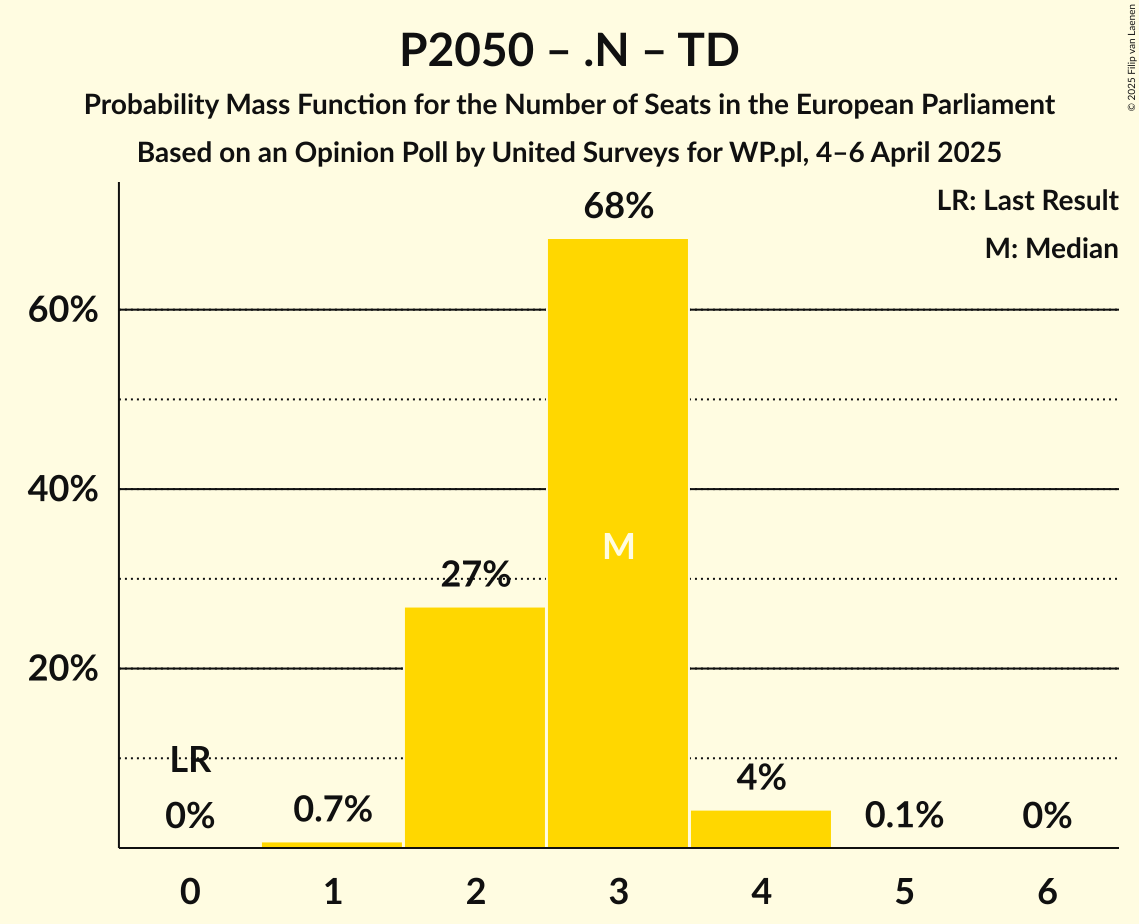 P2050 – .N – TD
Probability Mass Function for the Number of Seats in the European Parliament
Based on an Opinion Poll by United Surveys for WP.pl, 4–6 April 2025
© 2025 Filip van Laenen
LR: Last Result
M: Median
68%
60%
40%
M
27%
20%
LR
4%
0%
0.7%
0.1%
0%
0 1 2 3 4 5 6